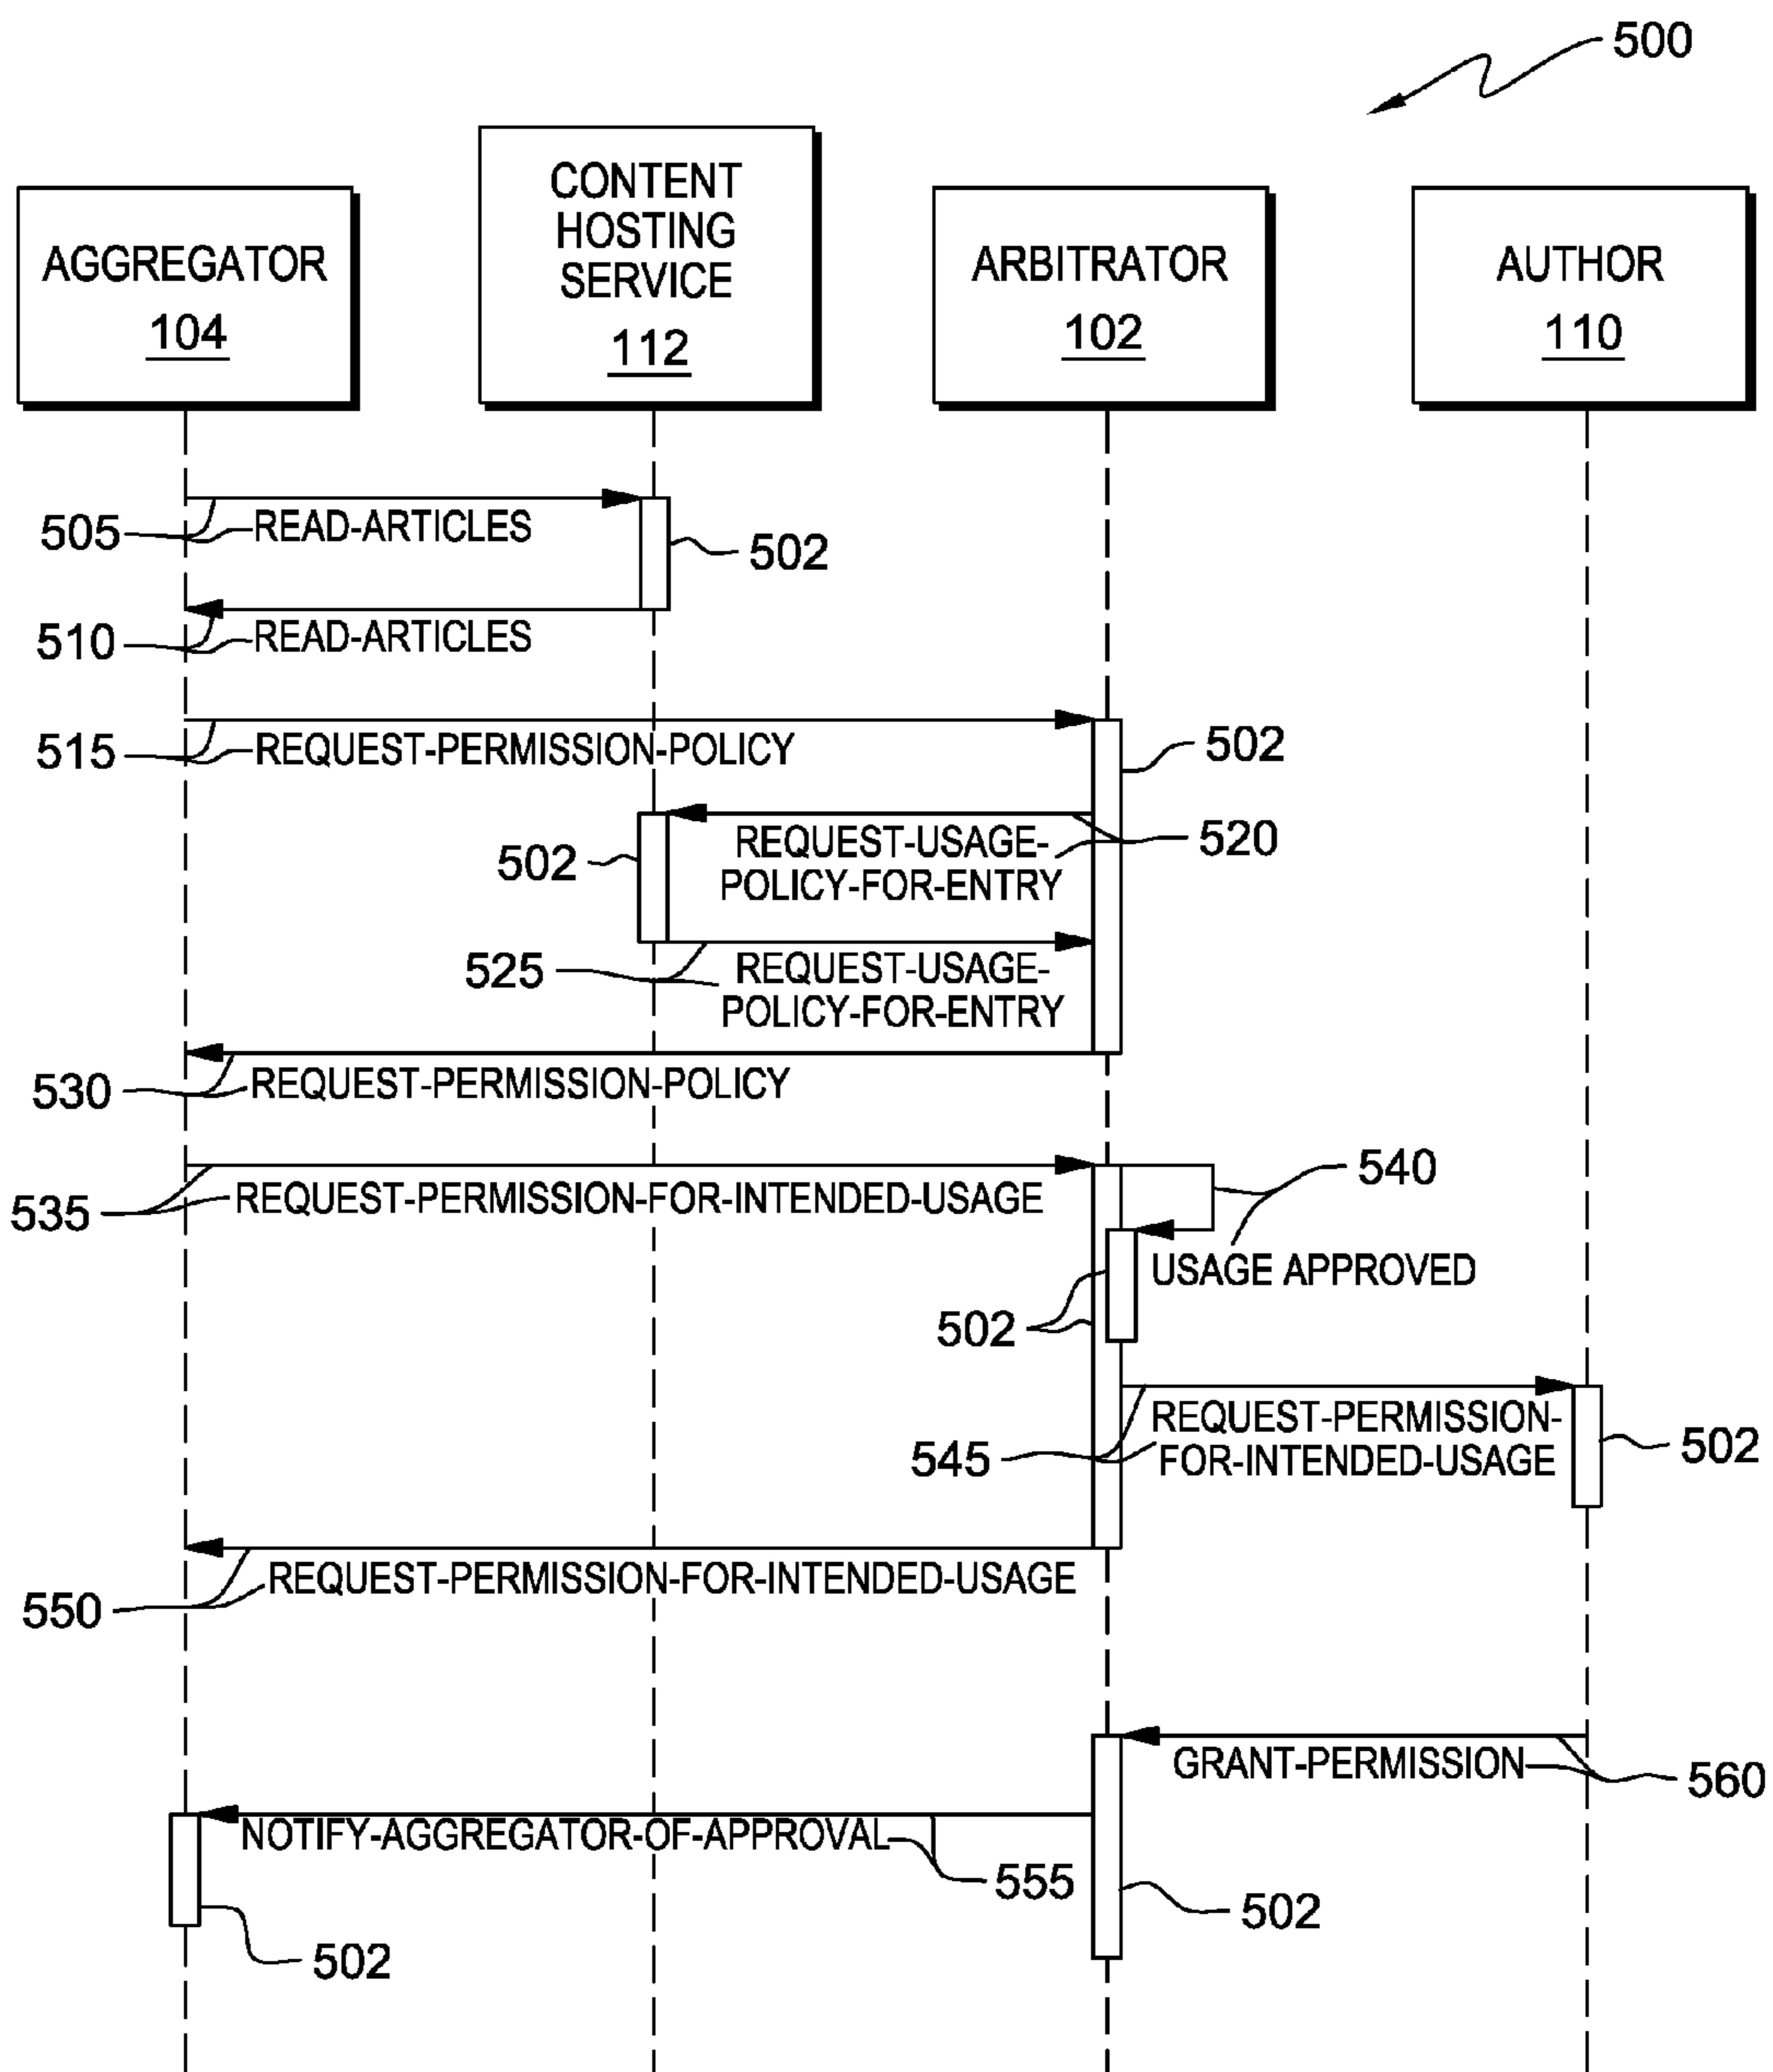 500
AGGREGATOR
104
CONTENT
HOSTING
SERVICE
112
ARBITRATOR
102
AUTHOR
110
505
READ-ARTICLES
502
510
READ-ARTICLES
515
REQUEST-PERMISSION-POLICY
502
502
REQUEST-USAGE-
POLICY-FOR-ENTRY
520
525
REQUEST-USAGE-
POLICY-FOR-ENTRY
530
REQUEST-PERMISSION-POLICY
535
REQUEST-PERMISSION-FOR-INTENDED-USAGE
540
USAGE APPROVED
502
545
REQUEST-PERMISSION-
FOR-INTENDED-USAGE
502
550
REQUEST-PERMISSION-FOR-INTENDED-USAGE
GRANT-PERMISSION
560
NOTIFY-AGGREGATOR-OF-APPROVAL
555
502
502